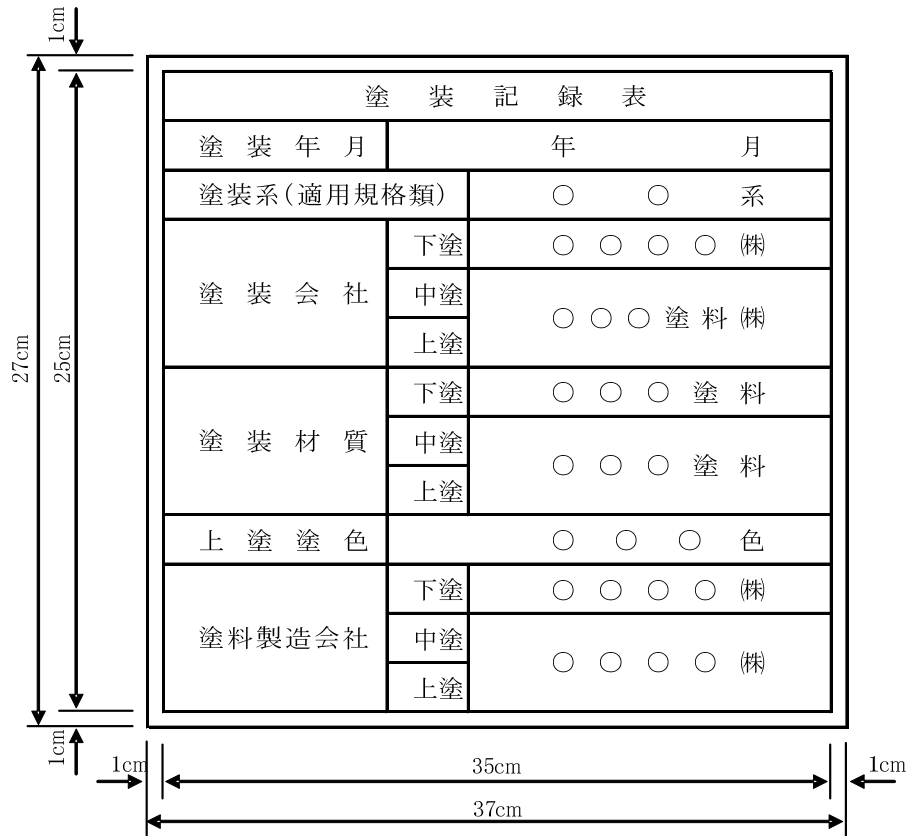 1cm
塗装記録表
塗装年月 年 月
塗装系(適用規格類) ○ ○ 系
下塗 ○ ○ ○ ○ ㈱
塗装会社 中塗
○ ○ ○ 塗料 ㈱
上塗
27cm
25cm
下塗 ○ ○ ○ 塗料
塗装材質 中塗
○ ○ ○ 塗料
上塗
上塗塗色 ○ ○ ○ 色
下塗 ○ ○ ○ ○ ㈱
塗料製造会社 中塗
○ ○ ○ ○ ㈱
上塗
1cm
1cm 35cm 1cm
37cm